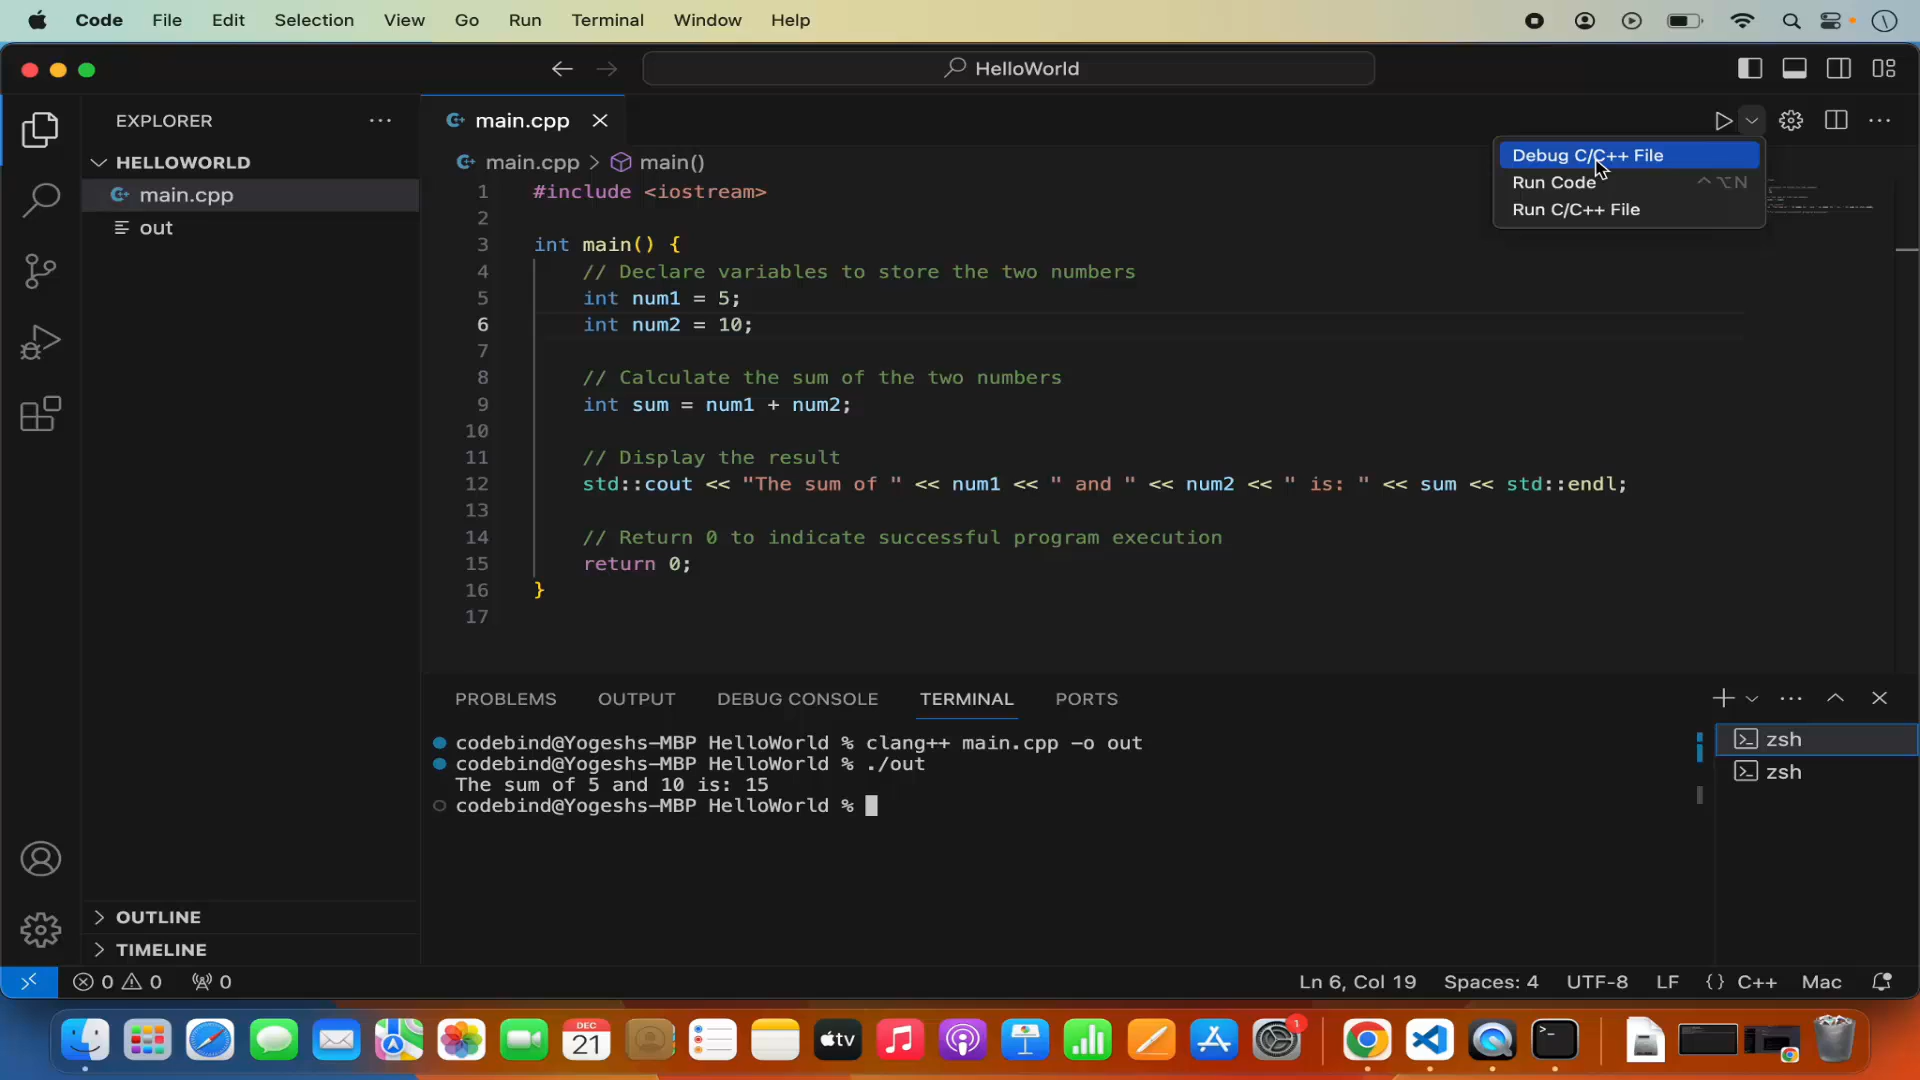 Code File Edit Selection View Go Run Terminal Window Help
HelloWorld
EXPLORER
main.cpp
HELLOWORLD
main.cpp
out
main.cpp > main()
Debug C/C++ File
Run Code ^⌥N
Run C/C++ File
1 #include <iostream>
2
3 int main() {
4 // Declare variables to store the two numbers
5 int num1 = 5;
6 int num2 = 10;
7
8 // Calculate the sum of the two numbers
9 int sum = num1 + num2;
10
11 // Display the result
12 std::cout << "The sum of " << num1 << " and " << num2 << " is: " << sum << std::endl;
13
14 // Return 0 to indicate successful program execution
15 return 0;
16 }
17
PROBLEMS OUTPUT DEBUG CONSOLE TERMINAL PORTS
codebind@Yogeshs-MBP HelloWorld % clang++ main.cpp -o out
codebind@Yogeshs-MBP HelloWorld % ./out
The sum of 5 and 10 is: 15
codebind@Yogeshs-MBP HelloWorld %
zsh
zsh
OUTLINE
TIMELINE
0 0 0
Ln 6, Col 19 Spaces: 4 UTF-8 LF {} C++ Mac
DEC
21
tv
1